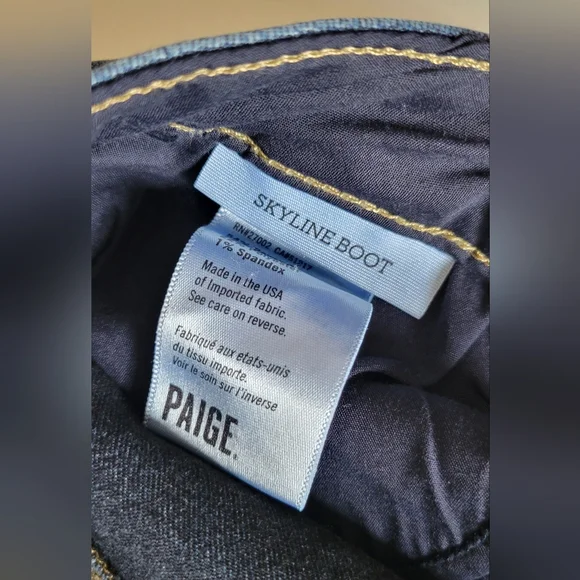 SKYLINE BOOT
1% Spandex
Made in the USA
of Imported fabric.
See care on reverse.
Fabriqué aux etats-unis
du tissu importe.
voir le soin sur l'inverse
PAIGE.